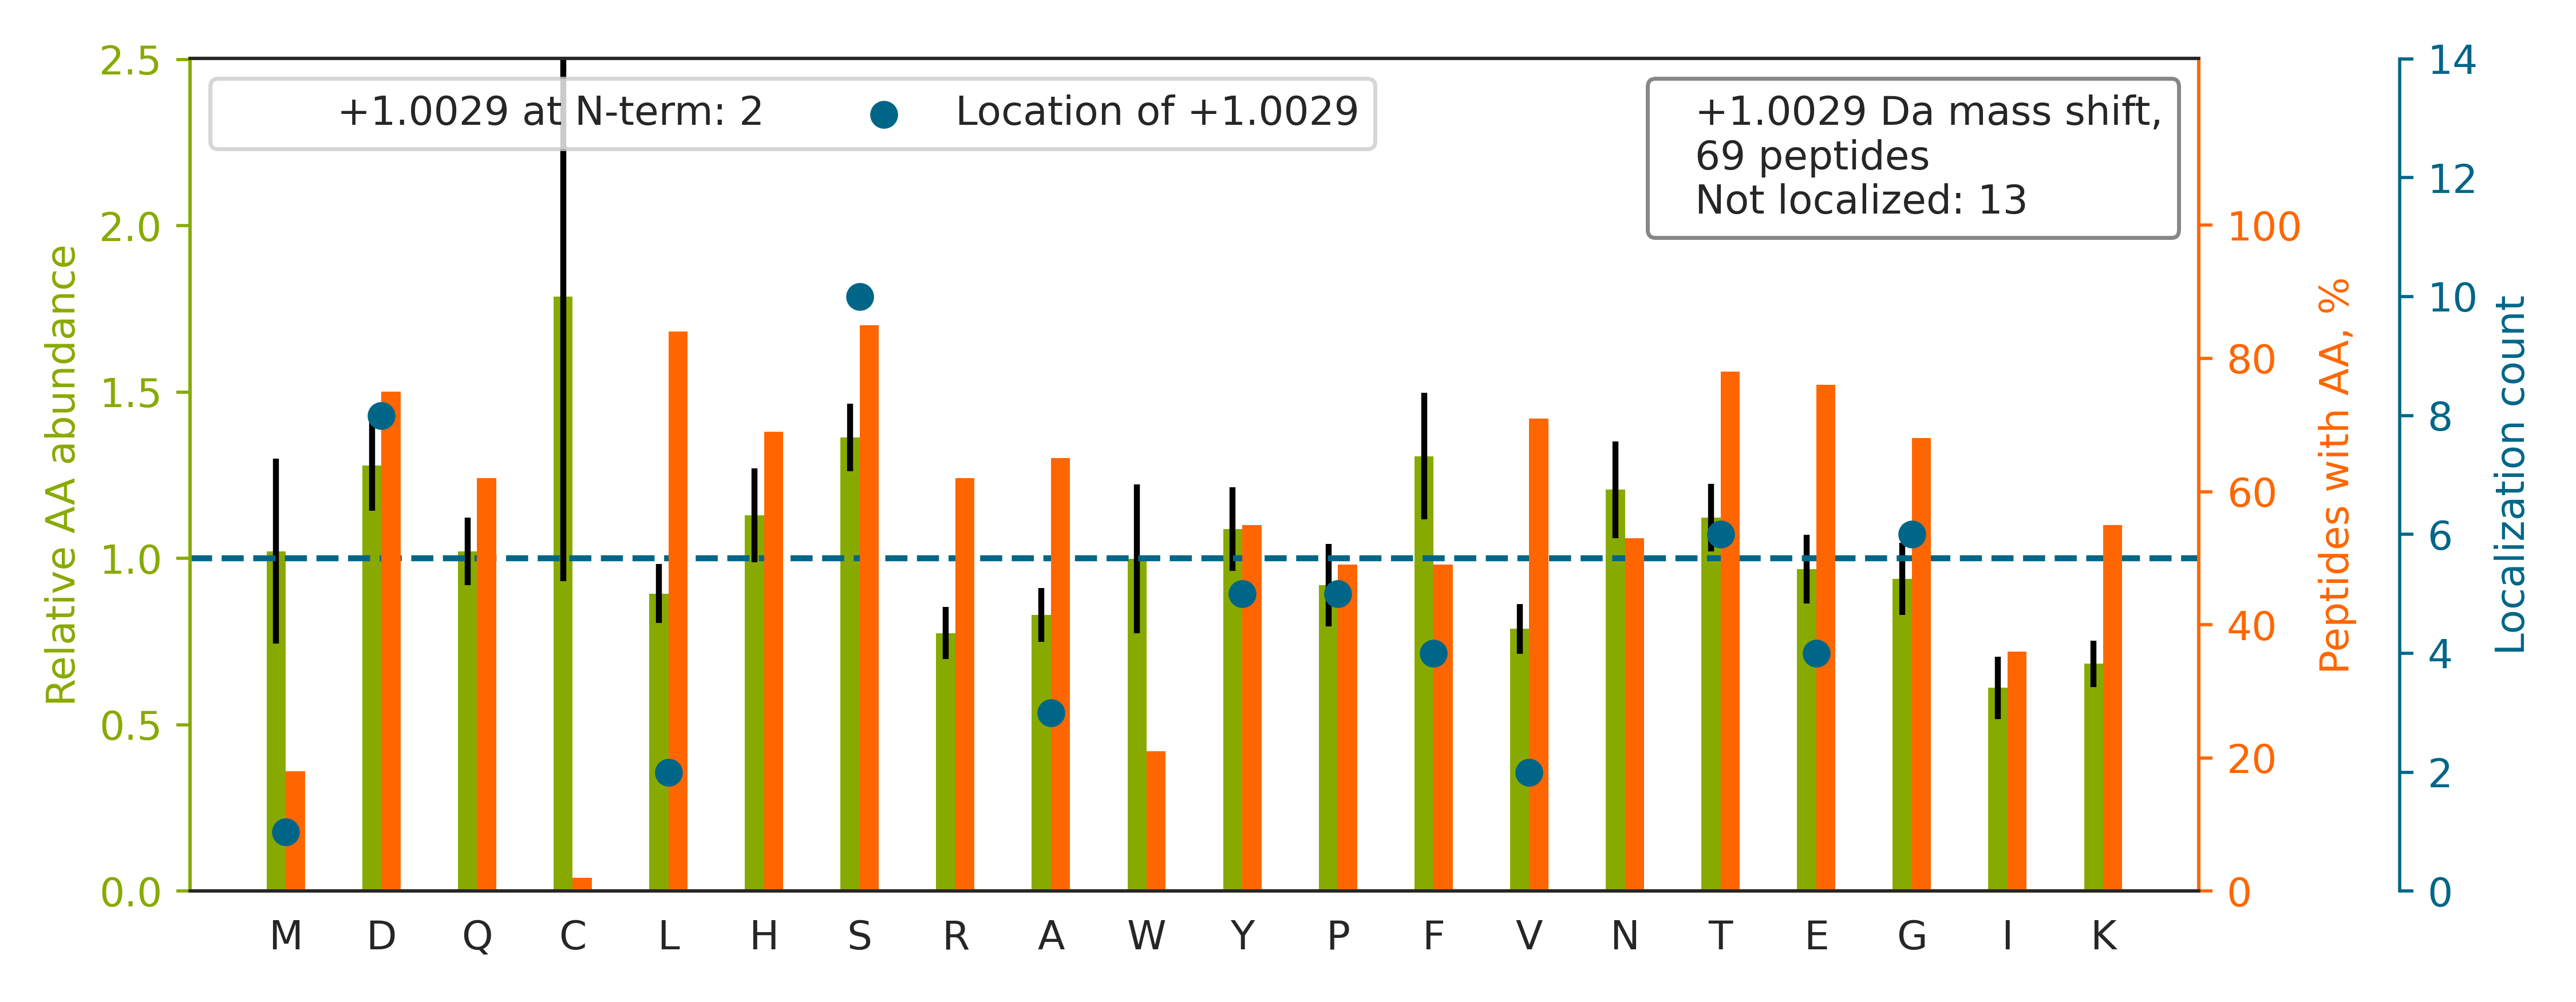 +1.0029 at N-term: 2
Location of +1.0029
+1.0029 Da mass shift,
69 peptides
Not localized: 13
Relative AA abundance
2.5
2.0
1.5
1.0
0.5
0.0
M D Q C L H S R A W Y P F V N T E G I K
100
80
60
40
20
0
Peptides with AA, %
14
12
10
8
6
4
2
0
Localization count